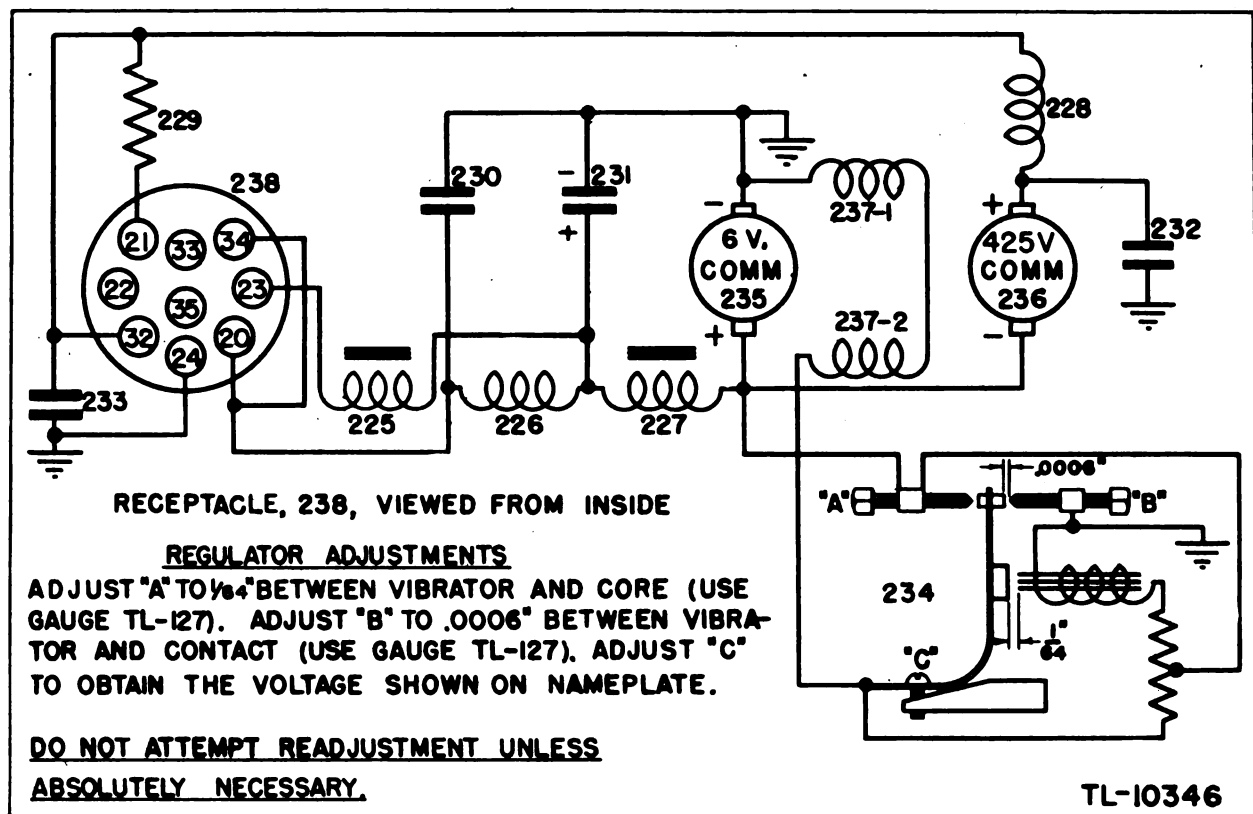 229
238
230
- 231
+
228
237-1
21
33
34
22
23
35
32
20
24
-
6 V.
COMM
235
+
+
425V
COMM
236
-
232
237-2
233
225
226
227
.0006"
"A"
"B"
RECEPTACLE, 238, VIEWED FROM INSIDE
REGULATOR ADJUSTMENTS
ADJUST "A" TO 1/64" BETWEEN VIBRATOR AND CORE (USE
GAUGE TL-127). ADJUST "B" TO .0006" BETWEEN VIBRA-
TOR AND CONTACT (USE GAUGE TL-127). ADJUST "C"
TO OBTAIN THE VOLTAGE SHOWN ON NAMEPLATE.
234
1/64"
"C"
DO NOT ATTEMPT READJUSTMENT UNLESS
ABSOLUTELY NECESSARY.
TL-10346